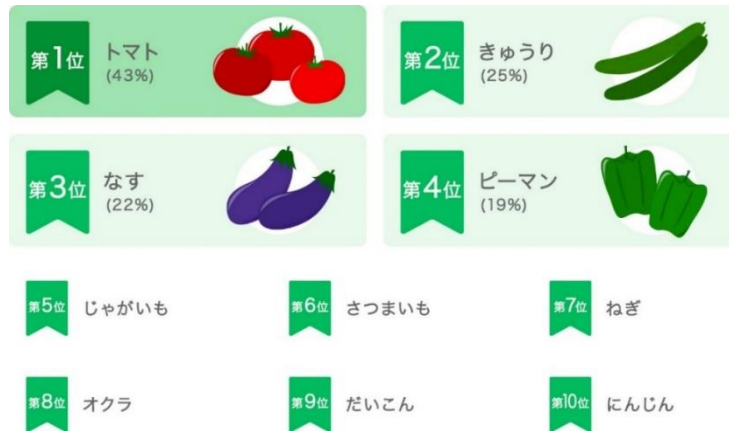 第1位
トマト
(43%)
第2位
きゅうり
(25%)
第3位
なす
(22%)
第4位
ピーマン
(19%)
第5位 じゃがいも
第6位 さつまいも
第7位 ねぎ
第8位 オクラ
第9位 だいこん
第10位 にんじん